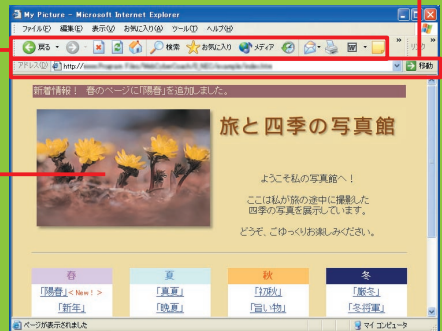 My Picture - Microsoft Internet Explorer
ファイル(F) 編集(E) 表示(V) お気に入り(A) ツール(T) ヘルプ(H)
戻る 検索 お気に入り メディア » リンク »
アドレス(D) http:// 移動
新着情報！ 春のページに「陽春」を追加しました。
旅と四季の写真館
ようこそ私の写真館へ！
ここは私が旅の途中に撮影した
四季の写真を展示しています。
どうぞ、ごゆっくりお楽しみください。
春 夏 秋 冬
「陽春」< New ! > 「真夏」 「初秋」 「厳冬」
「新年」 「晩夏」 「旨い物」 「冬将軍」
ページが表示されました マイ コンピュータ